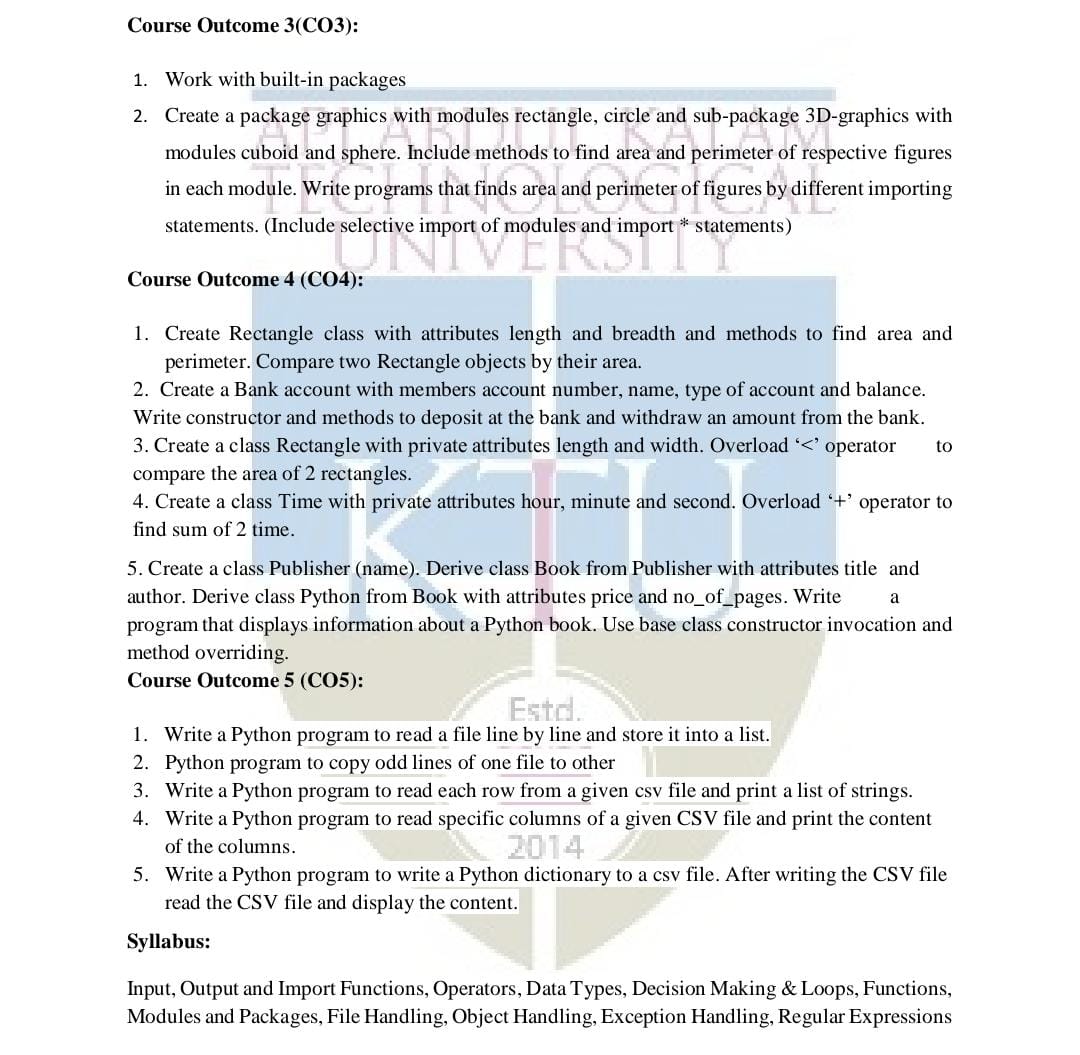 Course Outcome 3(CO3):
1. Work with built-in packages
2. Create a package graphics with modules rectangle, circle and sub-package 3D-graphics with
modules cuboid and sphere. Include methods to find area and perimeter of respective figures
in each module. Write programs that finds area and perimeter of figures by different importing
statements. (Include selective import of modules and import * statements)
APJ ABDUL KALAM
TECHNOLOGICAL
UNIVERSITY
Course Outcome 4 (CO4):
1. Create Rectangle class with attributes length and breadth and methods to find area and
perimeter. Compare two Rectangle objects by their area.
2. Create a Bank account with members account number, name, type of account and balance.
Write constructor and methods to deposit at the bank and withdraw an amount from the bank.
3. Create a class Rectangle with private attributes length and width. Overload ‘<’ operator to
compare the area of 2 rectangles.
4. Create a class Time with private attributes hour, minute and second. Overload ‘+’ operator to
find sum of 2 time.
KTU
5. Create a class Publisher (name). Derive class Book from Publisher with attributes title and
author. Derive class Python from Book with attributes price and no_of_pages. Write a
program that displays information about a Python book. Use base class constructor invocation and
method overriding.
Course Outcome 5 (CO5):
Estd.
1. Write a Python program to read a file line by line and store it into a list.
2. Python program to copy odd lines of one file to other
3. Write a Python program to read each row from a given csv file and print a list of strings.
4. Write a Python program to read specific columns of a given CSV file and print the content
of the columns.
2014
5. Write a Python program to write a Python dictionary to a csv file. After writing the CSV file
read the CSV file and display the content.
Syllabus:
Input, Output and Import Functions, Operators, Data Types, Decision Making & Loops, Functions,
Modules and Packages, File Handling, Object Handling, Exception Handling, Regular Expressions